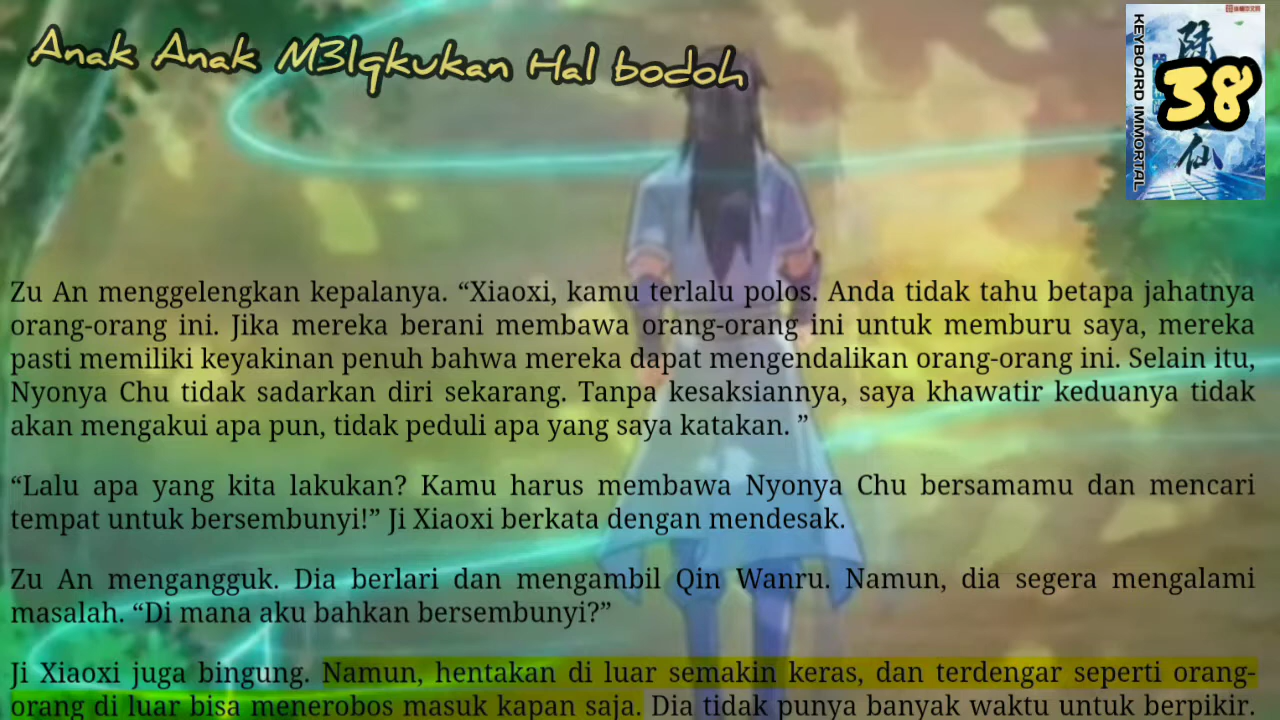 Anak Anak M3lqkukan Hal bodoh
KEYBOARD IMMORTAL
38
仙
Zu An menggelengkan kepalanya. “Xiaoxi, kamu terlalu polos. Anda tidak tahu betapa jahatnya
orang-orang ini. Jika mereka berani membawa orang-orang ini untuk memburu saya, mereka
pasti memiliki keyakinan penuh bahwa mereka dapat mengendalikan orang-orang ini. Selain itu,
Nyonya Chu tidak sadarkan diri sekarang. Tanpa kesaksiannya, saya khawatir keduanya tidak
akan mengakui apa pun, tidak peduli apa yang saya katakan. ”
“Lalu apa yang kita lakukan? Kamu harus membawa Nyonya Chu bersamamu dan mencari
tempat untuk bersembunyi!” Ji Xiaoxi berkata dengan mendesak.
Zu An mengangguk. Dia berlari dan mengambil Qin Wanru. Namun, dia segera mengalami
masalah. “Di mana aku bahkan bersembunyi?”
Ji Xiaoxi juga bingung. Namun, hentakan di luar semakin keras, dan terdengar seperti orang-
orang di luar bisa menerobos masuk kapan saja. Dia tidak punya banyak waktu untuk berpikir.